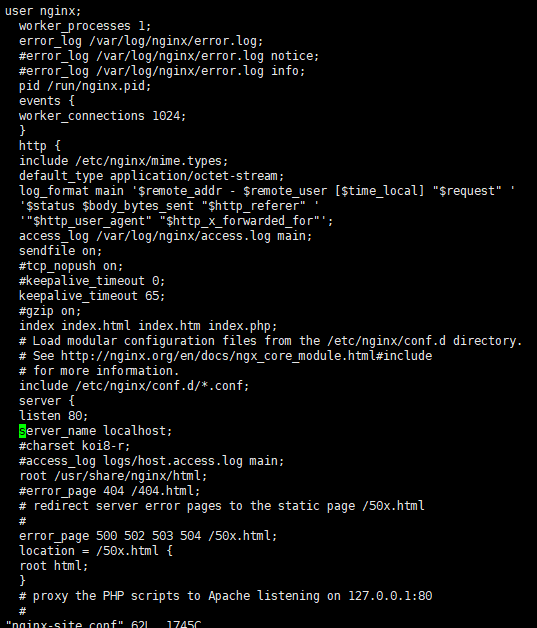 user nginx;
worker_processes 1;
error_log /var/log/nginx/error.log;
#error_log /var/log/nginx/error.log notice;
#error_log /var/log/nginx/error.log info;
pid /run/nginx.pid;
events {
worker_connections 1024;
}
http {
include /etc/nginx/mime.types;
default_type application/octet-stream;
log_format main '$remote_addr - $remote_user [$time_local] "$request" '
'$status $body_bytes_sent "$http_referer" '
'"$http_user_agent" "$http_x_forwarded_for"';
access_log /var/log/nginx/access.log main;
sendfile on;
#tcp_nopush on;
#keepalive_timeout 0;
keepalive_timeout 65;
#gzip on;
index index.html index.htm index.php;
# Load modular configuration files from the /etc/nginx/conf.d directory.
# See http://nginx.org/en/docs/ngx_core_module.html#include
# for more information.
include /etc/nginx/conf.d/*.conf;
server {
listen 80;
server_name localhost;
#charset koi8-r;
#access_log logs/host.access.log main;
root /usr/share/nginx/html;
#error_page 404 /404.html;
# redirect server error pages to the static page /50x.html
#
error_page 500 502 503 504 /50x.html;
location = /50x.html {
root html;
}
# proxy the PHP scripts to Apache listening on 127.0.0.1:80
#
"nginx-site.conf" 62L, 1745C